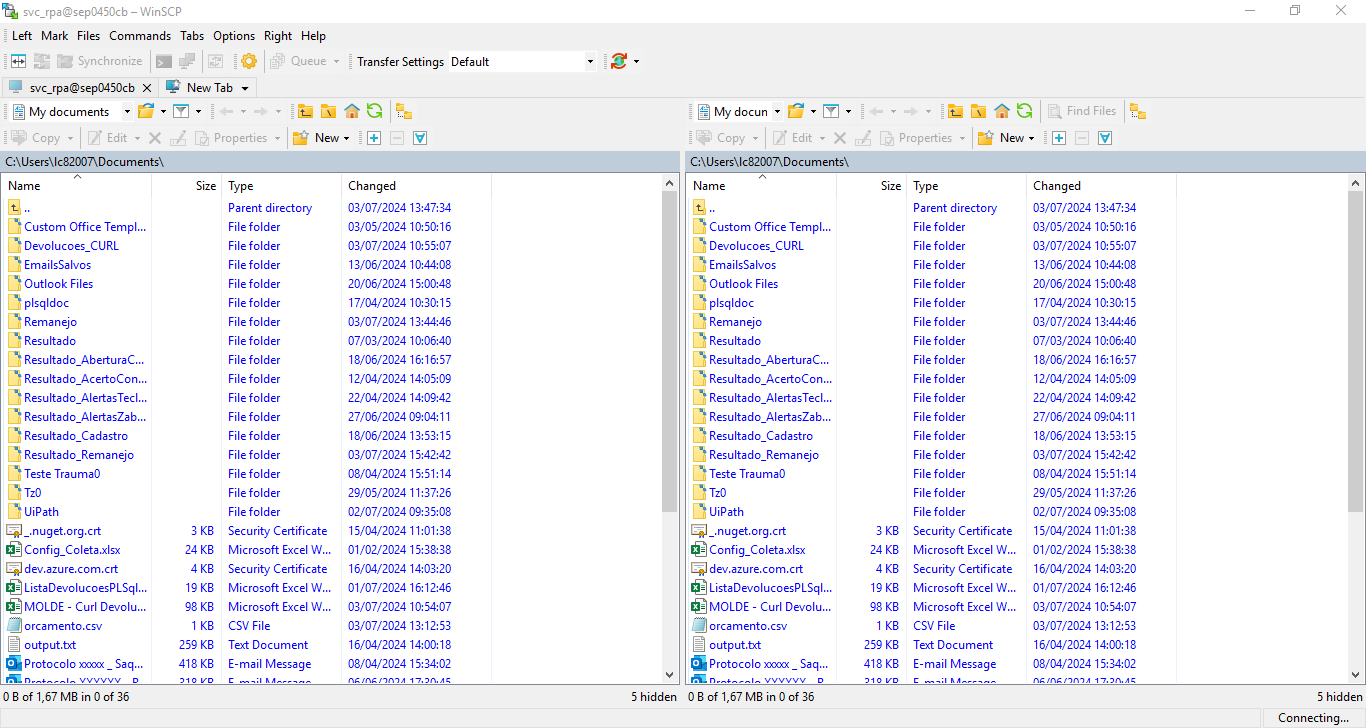 svc_rpa@sep0450cb – WinSCP
Left Mark Files Commands Tabs Options Right Help
Synchronize Queue Transfer Settings Default
svc_rpa@sep0450cb New Tab
My documents
My docun Find Files
Copy Edit Properties New
Copy Edit Properties New
C:\Users\lc82007\Documents\
C:\Users\lc82007\Documents\
Name Size Type Changed
.. Parent directory 03/07/2024 13:47:34
Custom Office Templ... File folder 03/05/2024 10:50:16
Devolucoes_CURL File folder 03/07/2024 10:55:07
EmailsSalvos File folder 13/06/2024 10:44:08
Outlook Files File folder 20/06/2024 15:00:48
plsqldoc File folder 17/04/2024 10:30:15
Remanejo File folder 03/07/2024 13:44:46
Resultado File folder 07/03/2024 10:06:40
Resultado_AberturaC... File folder 18/06/2024 16:16:57
Resultado_AcertoCon... File folder 12/04/2024 14:05:09
Resultado_AlertasTecl... File folder 22/04/2024 14:09:42
Resultado_AlertasZab... File folder 27/06/2024 09:04:11
Resultado_Cadastro File folder 18/06/2024 13:53:15
Resultado_Remanejo File folder 03/07/2024 15:42:42
Teste Trauma0 File folder 08/04/2024 15:51:14
Tz0 File folder 29/05/2024 11:37:26
UiPath File folder 02/07/2024 09:35:08
_.nuget.org.crt 3 KB Security Certificate 15/04/2024 11:01:38
Config_Coleta.xlsx 24 KB Microsoft Excel W... 01/02/2024 15:38:38
dev.azure.com.crt 4 KB Security Certificate 16/04/2024 14:03:20
ListaDevolucoesPLSql... 19 KB Microsoft Excel W... 01/07/2024 16:12:46
MOLDE - Curl Devolu... 98 KB Microsoft Excel W... 03/07/2024 10:54:07
orcamento.csv 1 KB CSV File 03/07/2024 13:12:53
output.txt 259 KB Text Document 16/04/2024 14:00:18
Protocolo xxxxx _ Saq... 418 KB E-mail Message 08/04/2024 15:34:02
Protocolo XXXXXX _ R... 318 KB E-mail Message 06/06/2024 17:30:45
0 B of 1,67 MB in 0 of 36 5 hidden
Name Size Type Changed
.. Parent directory 03/07/2024 13:47:34
Custom Office Templ... File folder 03/05/2024 10:50:16
Devolucoes_CURL File folder 03/07/2024 10:55:07
EmailsSalvos File folder 13/06/2024 10:44:08
Outlook Files File folder 20/06/2024 15:00:48
plsqldoc File folder 17/04/2024 10:30:15
Remanejo File folder 03/07/2024 13:44:46
Resultado File folder 07/03/2024 10:06:40
Resultado_AberturaC... File folder 18/06/2024 16:16:57
Resultado_AcertoCon... File folder 12/04/2024 14:05:09
Resultado_AlertasTecl... File folder 22/04/2024 14:09:42
Resultado_AlertasZab... File folder 27/06/2024 09:04:11
Resultado_Cadastro File folder 18/06/2024 13:53:15
Resultado_Remanejo File folder 03/07/2024 15:42:42
Teste Trauma0 File folder 08/04/2024 15:51:14
Tz0 File folder 29/05/2024 11:37:26
UiPath File folder 02/07/2024 09:35:08
_.nuget.org.crt 3 KB Security Certificate 15/04/2024 11:01:38
Config_Coleta.xlsx 24 KB Microsoft Excel W... 01/02/2024 15:38:38
dev.azure.com.crt 4 KB Security Certificate 16/04/2024 14:03:20
ListaDevolucoesPLSql... 19 KB Microsoft Excel W... 01/07/2024 16:12:46
MOLDE - Curl Devolu... 98 KB Microsoft Excel W... 03/07/2024 10:54:07
orcamento.csv 1 KB CSV File 03/07/2024 13:12:53
output.txt 259 KB Text Document 16/04/2024 14:00:18
Protocolo xxxxx _ Saq... 418 KB E-mail Message 08/04/2024 15:34:02
Protocolo XXXXXX _ R... 318 KB E-mail Message 06/06/2024 17:30:45
0 B of 1,67 MB in 0 of 36 5 hidden
Connecting...